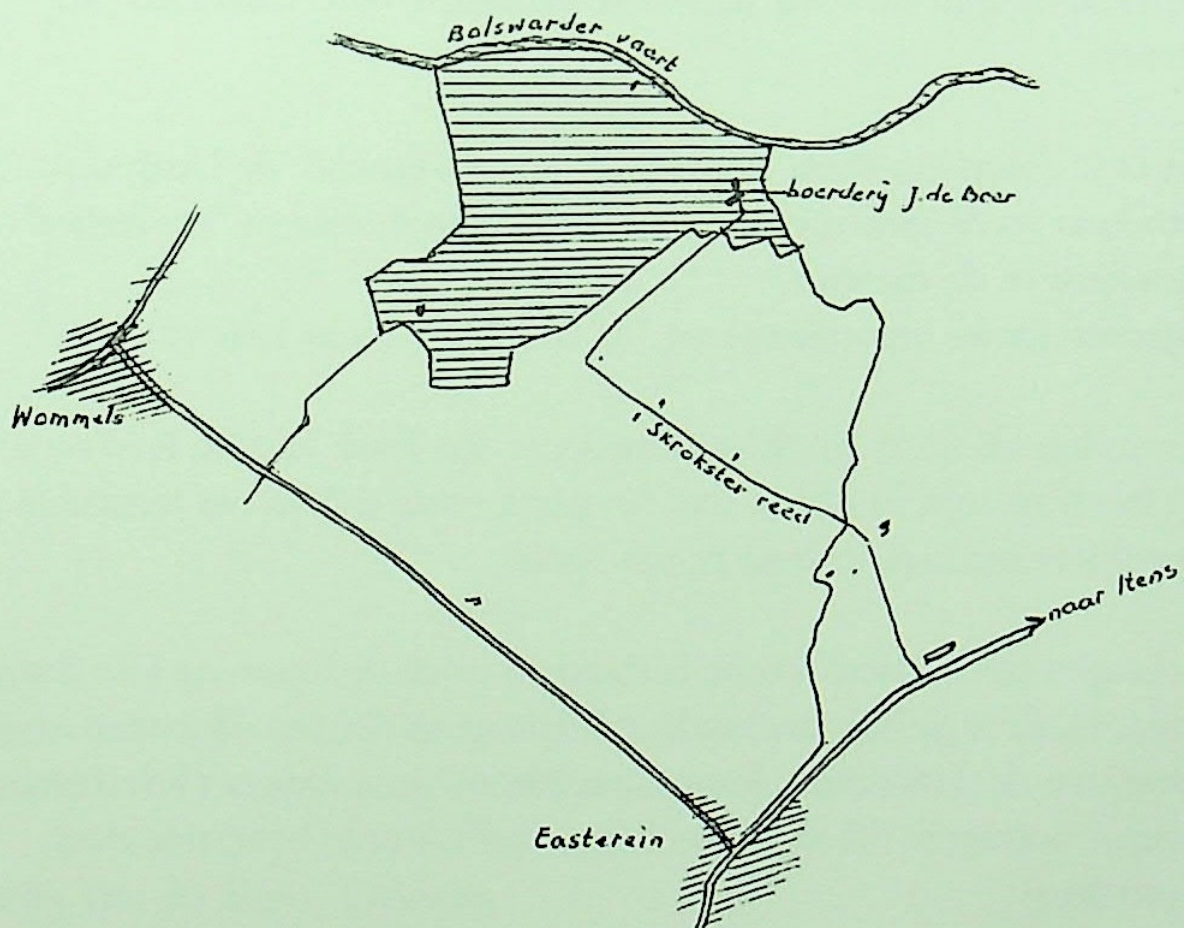 Bolswarder vaart
boerderij J. de Boer
Wommels
Skrokster reed
naar Itens
Easterein